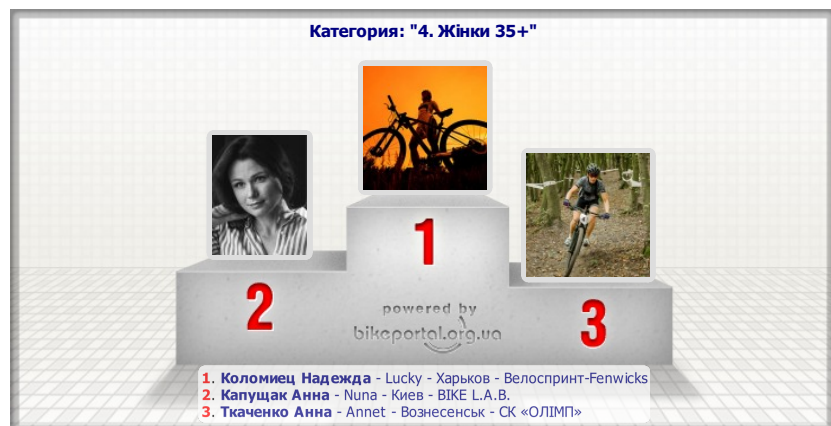 Категория: "4. Жінки 35+"
1
2
3
powered by
bikeportal.org.ua
1. Коломиец Надежда - Lucky - Харьков - Велоспринт-Fenwicks
2. Капущак Анна - Nuna - Киев - BIKE L.A.B.
3. Ткаченко Анна - Annet - Вознесенськ - СК «ОЛІМП»